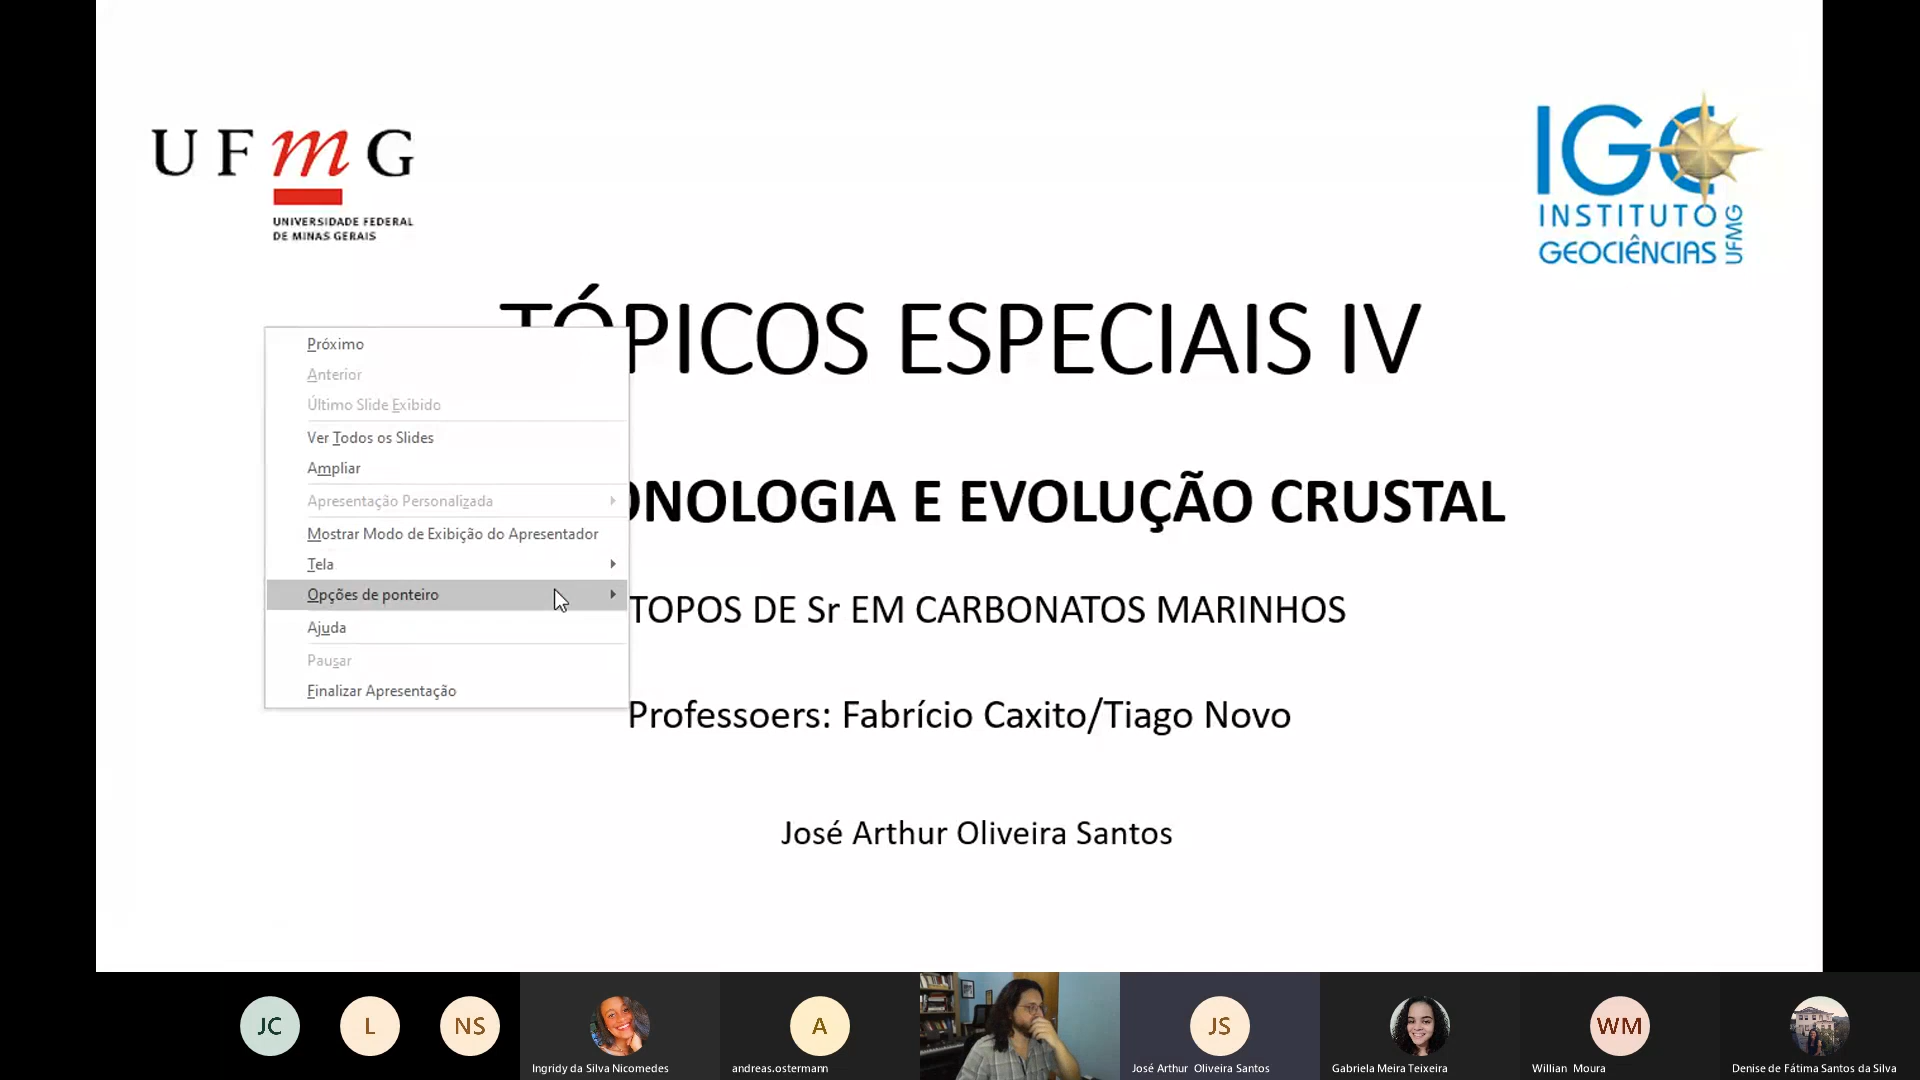 UFmG
UNIVERSIDADE FEDERAL
DE MINAS GERAIS
IGC
INSTITUTO
GEOCIÊNCIAS
UFMG
TÓPICOS ESPECIAIS IV
ONOLOGIA E EVOLUÇÃO CRUSTAL
TOPOS DE Sr EM CARBONATOS MARINHOS
Professoers: Fabrício Caxito/Tiago Novo
José Arthur Oliveira Santos
Próximo
Anterior
Último Slide Exibido
Ver Todos os Slides
Ampliar
Apresentação Personalizada
Mostrar Modo de Exibição do Apresentador
Tela
Opções de ponteiro
Ajuda
Pausar
Finalizar Apresentação
JC
L
NS
Ingridy da Silva Nicomedes
A
andreas.ostermann
JS
José Arthur Oliveira Santos
Gabriela Meira Teixeira
WM
Willian Moura
Denise de Fátima Santos da Silva